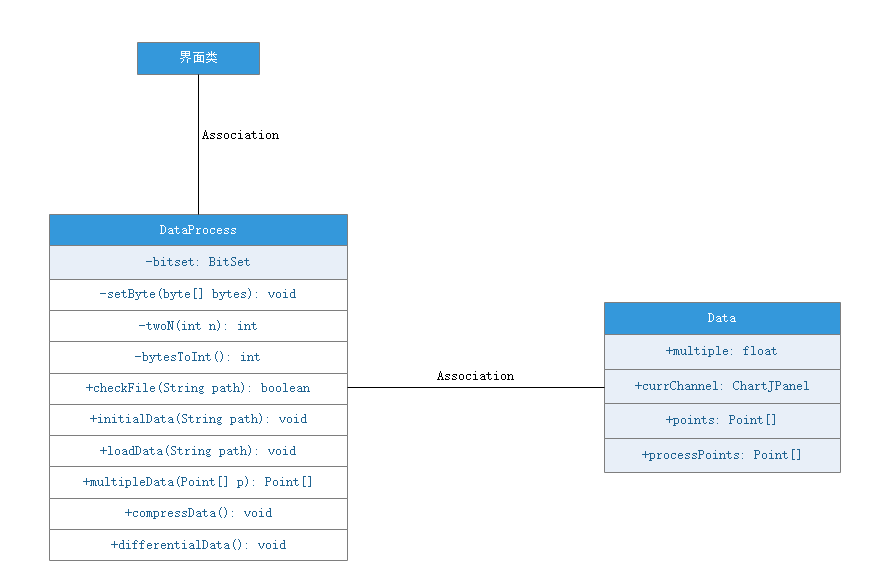 界面类
Association
DataProcess
-bitset: BitSet
-setByte(byte[] bytes): void
-twoN(int n): int
-bytesToInt(): int
+checkFile(String path): boolean
+initialData(String path): void
+loadData(String path): void
+multipleData(Point[] p): Point[]
+compressData(): void
+differentialData(): void
Association
Data
+multiple: float
+currChannel: ChartJPanel
+points: Point[]
+processPoints: Point[]